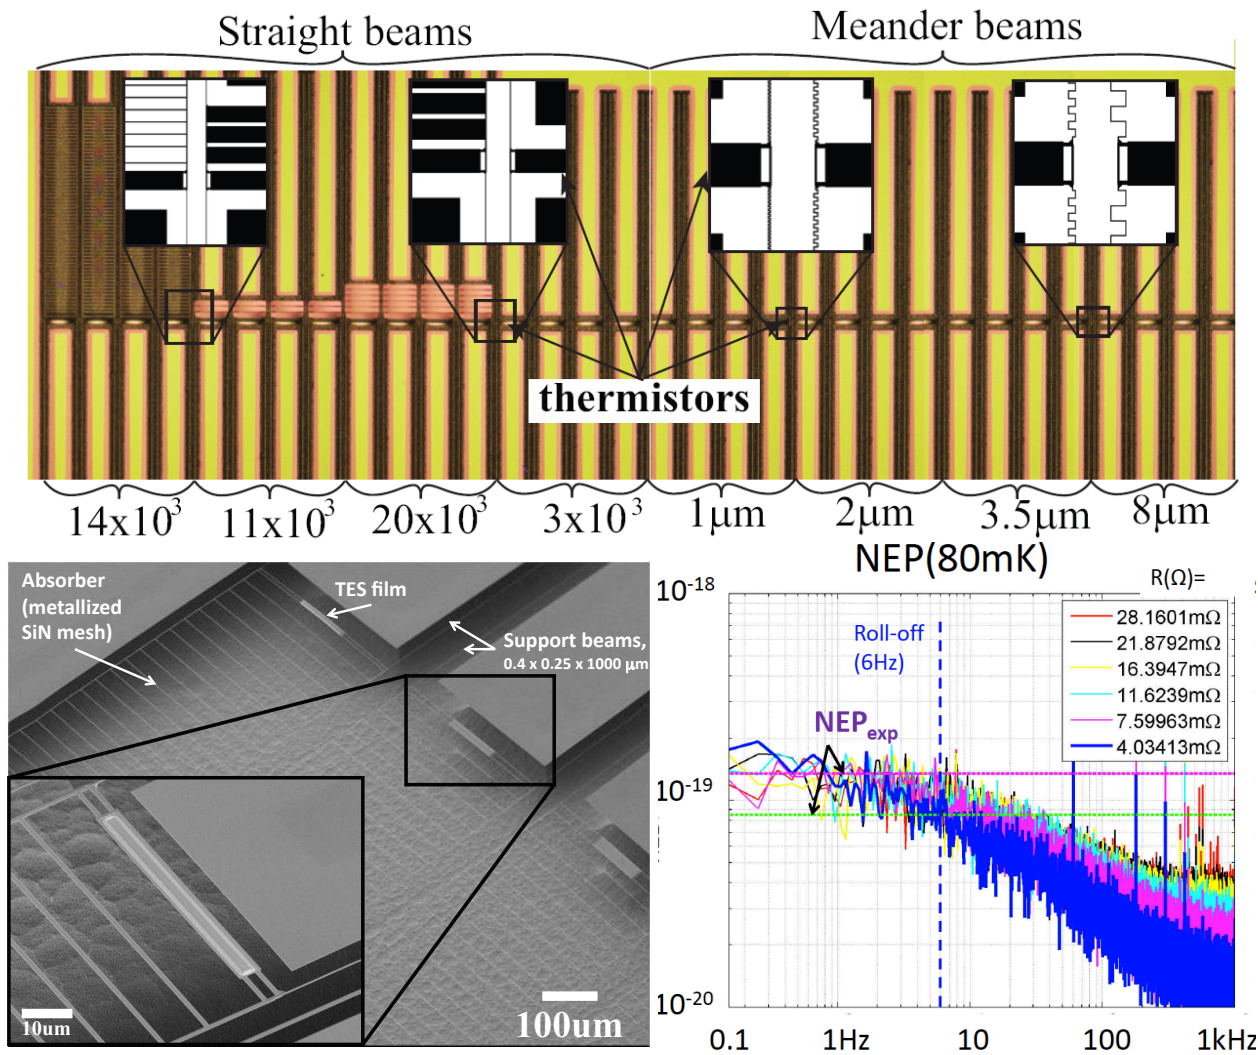 Straight beams
Meander beams
thermistors
14x10³
11x10³
20x10³
3x10³
1μm
2μm
3.5μm
8μm
Absorber
(metallized
SiN mesh)
TES film
Support beams,
0.4 x 0.25 x 1000 μm
10um
100um
NEP(80mK)
R(Ω)=
10⁻¹⁸
28.1601mΩ
21.8792mΩ
16.3947mΩ
11.6239mΩ
7.59963mΩ
4.03413mΩ
Roll-off
(6Hz)
NEPexp
10⁻¹⁹
10⁻²⁰
0.1
1Hz
10
100
1kHz